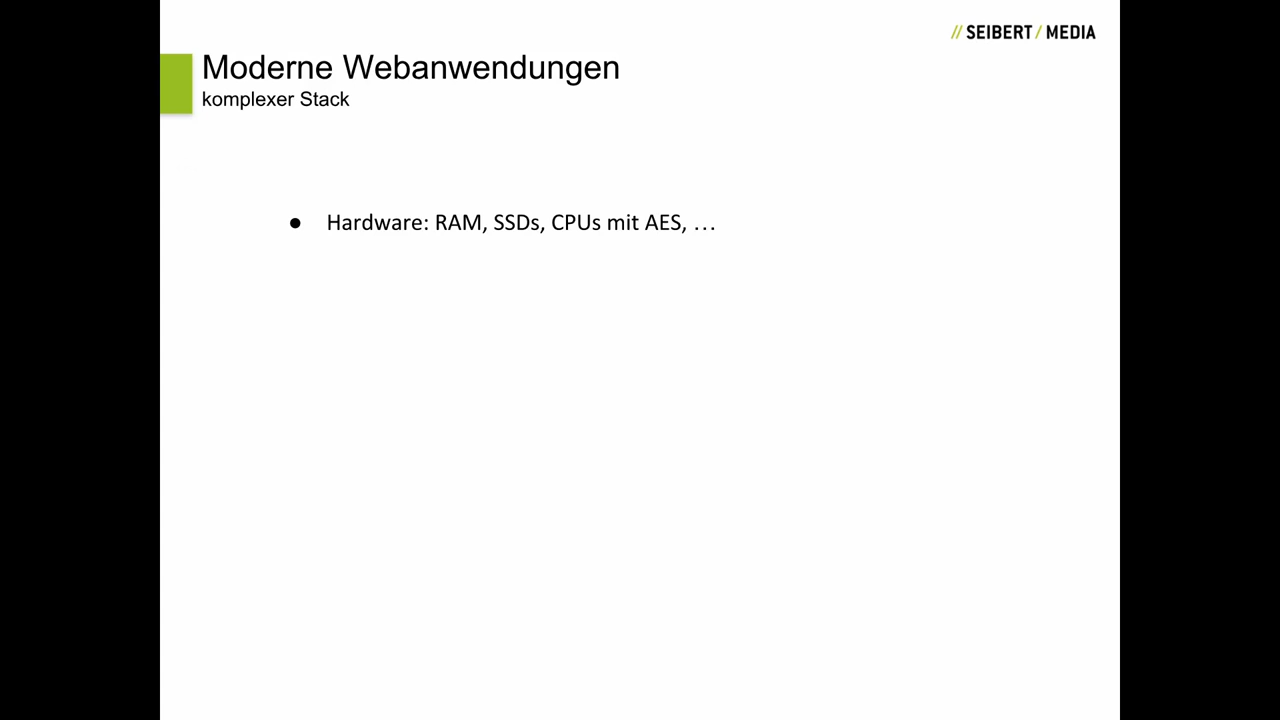 // SEIBERT / MEDIA
Moderne Webanwendungen
komplexer Stack
● Hardware: RAM, SSDs, CPUs mit AES, …